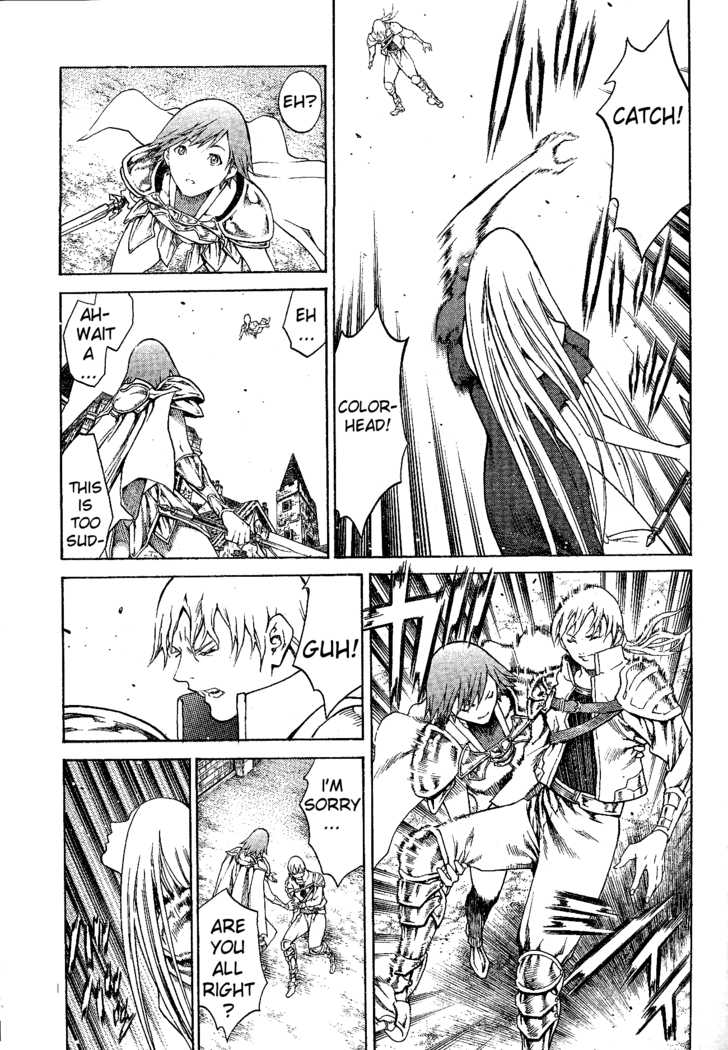 CATCH!
COLOR-
HEAD!
EH?
EH
...
AH-
WAIT
A
...
THIS
IS
TOO
SUD-
GUH!
I'M
SORRY
...
ARE
YOU
ALL
RIGHT
?